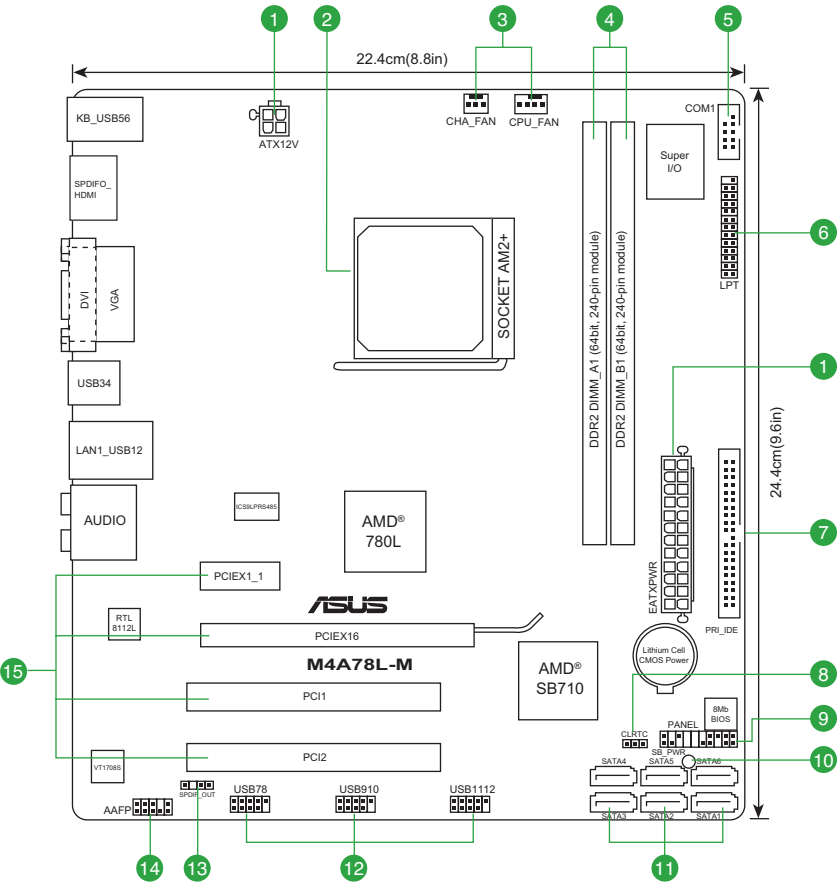 1
2
3
4
5
22.4cm(8.8in)
KB_USB56
ATX12V
CHA_FAN
CPU_FAN
COM1
Super
I/O
SPDIFO_
HDMI
6
LPT
DVI
VGA
SOCKET AM2+
DDR2 DIMM_A1 (64bit, 240-pin module)
DDR2 DIMM_B1 (64bit, 240-pin module)
1
USB34
24.4cm(9.6in)
LAN1_USB12
AUDIO
ICS9LPRS485
AMD®
780L
EATXPWR
7
PRI_IDE
PCIEX1_1
ASUS
RTL
8112L
PCIEX16
M4A78L-M
Lithium Cell
CMOS Power
15
AMD®
SB710
8
PCI1
8Mb
BIOS
PANEL
9
CLRTC
SB_PWR
10
PCI2
VT1708S
SATA4
SATA5
SATA6
SPDIF_OUT
USB78
USB910
USB1112
AAFP
SATA3
SATA2
SATA1
14
13
12
11